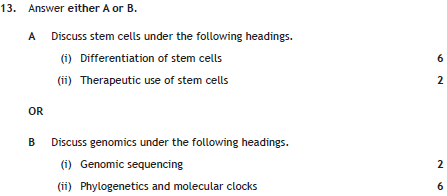 13. Answer either A or B.
A Discuss stem cells under the following headings.
(i) Differentiation of stem cells 6
(ii) Therapeutic use of stem cells 2
OR
B Discuss genomics under the following headings.
(i) Genomic sequencing 2
(ii) Phylogenetics and molecular clocks 6